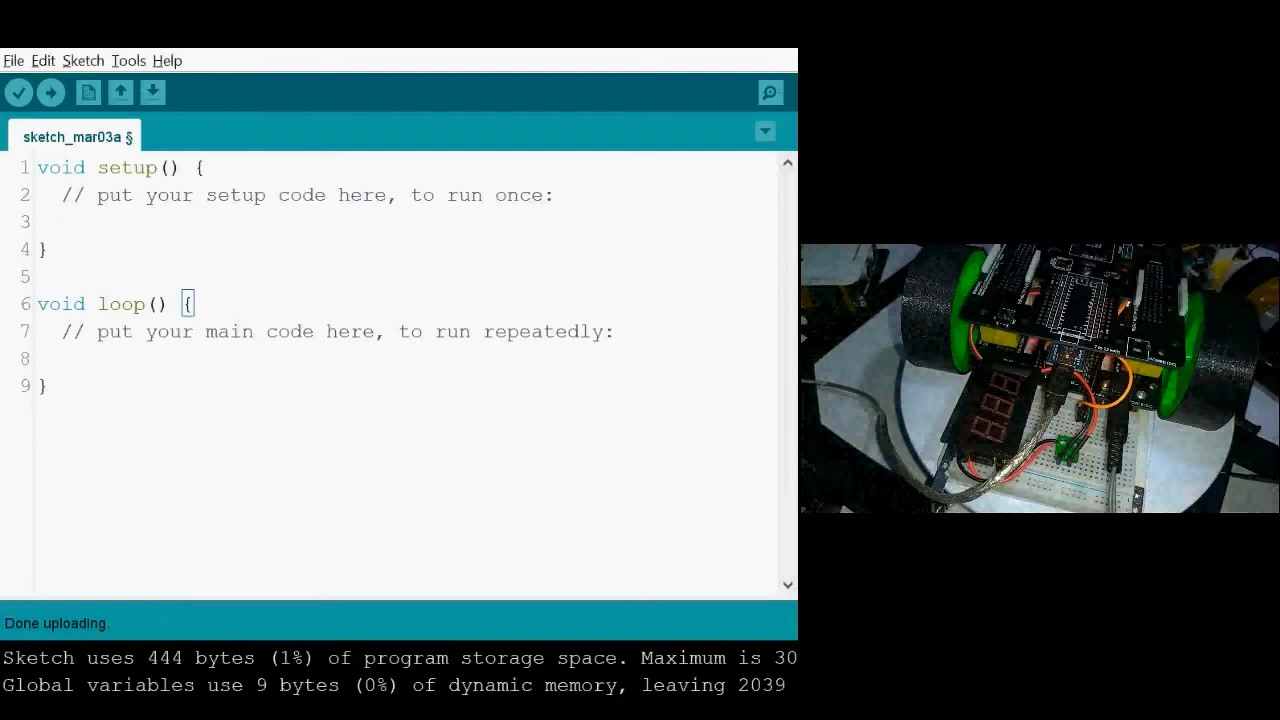 File Edit Sketch Tools Help
sketch_mar03a §
1 void setup() {
2 // put your setup code here, to run once:
3
4 }
5
6 void loop() {
7 // put your main code here, to run repeatedly:
8
9 }
Done uploading.
Sketch uses 444 bytes (1%) of program storage space. Maximum is 30
Global variables use 9 bytes (0%) of dynamic memory, leaving 2039